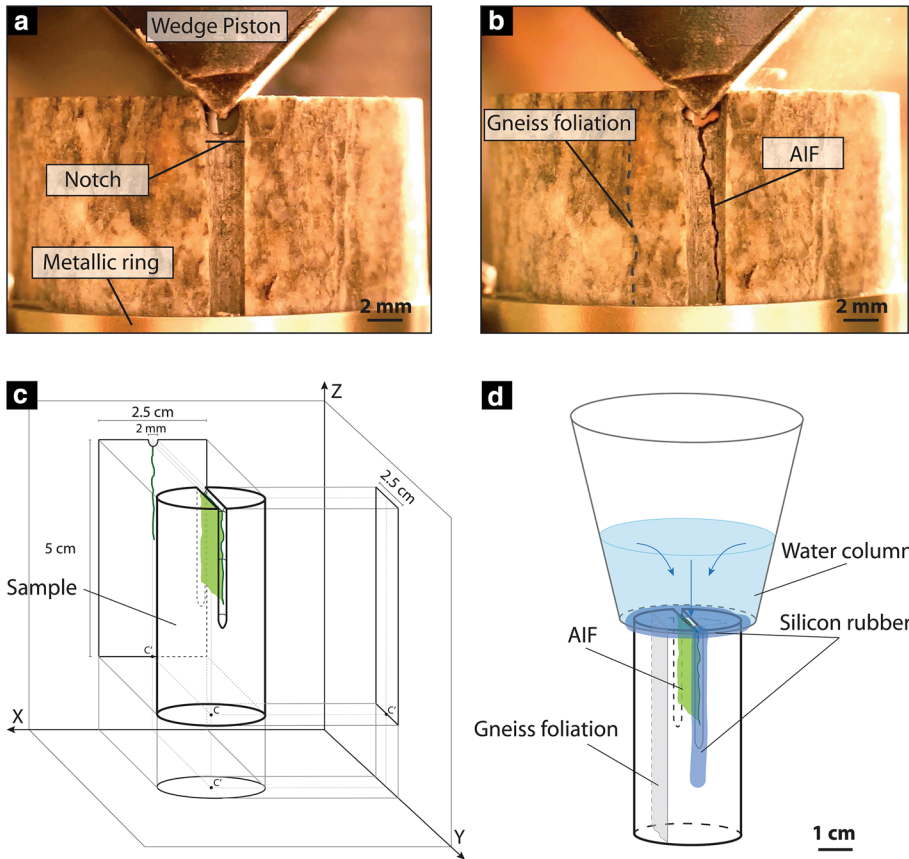 a
Wedge Piston
Notch
Metallic ring
2 mm
b
Gneiss foliation
AIF
2 mm
c
Z
2.5 cm
2 mm
2.5 cm
5 cm
Sample
C'
X
C
C'
C'
Y
d
Water column
Silicon rubber
AIF
Gneiss foliation
1 cm